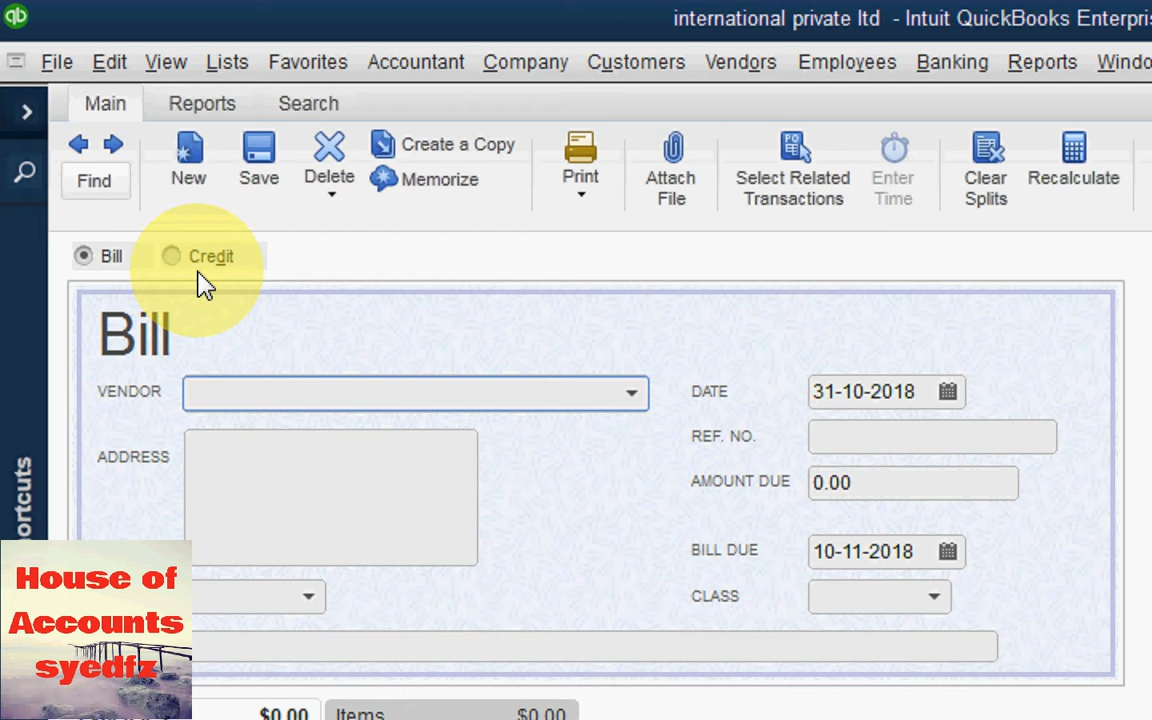 qb
international private ltd - Intuit QuickBooks
File Edit View Lists Favorites Accountant Company Customers Vendors Employees Banking Reports
Main Reports Search
Find
New
Save
Delete
Create a Copy
Memorize
Print
Attach File
Select Related Transactions
Enter Time
Clear Splits
Recalculate
Bill Credit
Bill
VENDOR
DATE 31-10-2018
REF. NO.
ADDRESS
AMOUNT DUE 0.00
BILL DUE 10-11-2018
CLASS
House of
Accounts
syedfz
$0.00 Items $0.00